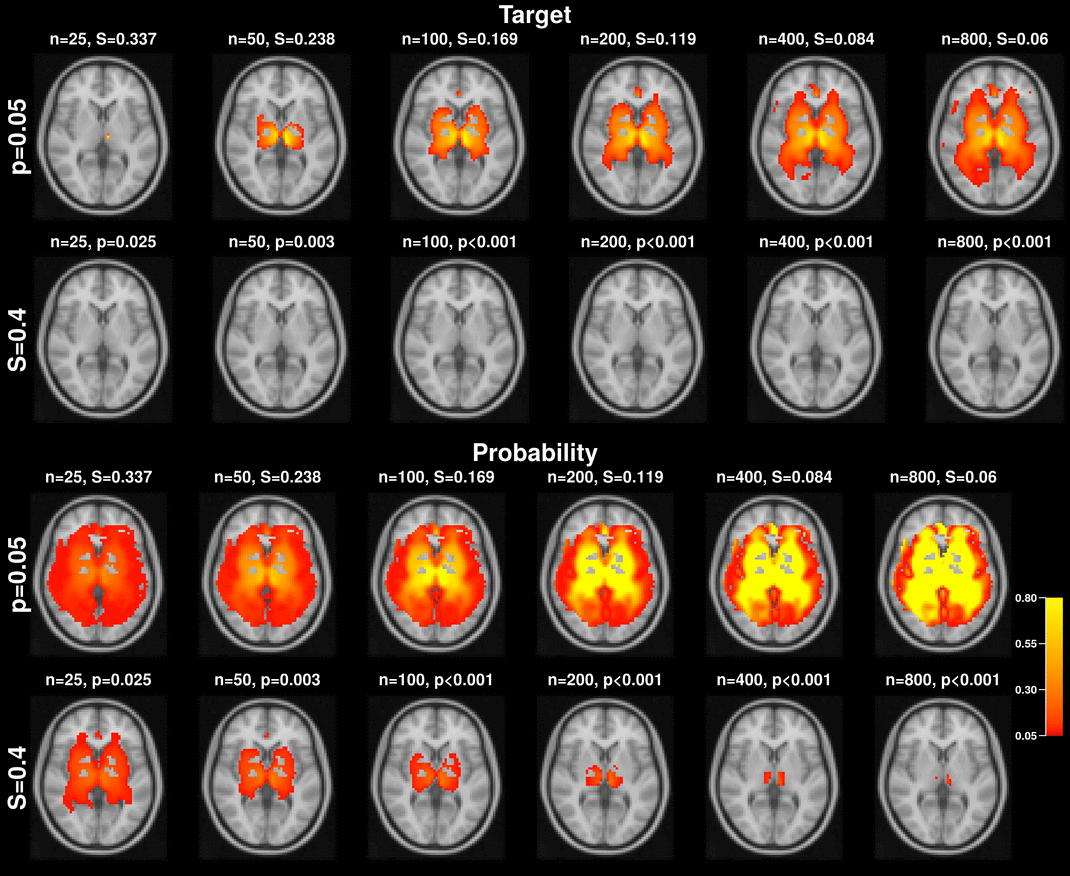 Target
n=25, S=0.337 n=50, S=0.238 n=100, S=0.169 n=200, S=0.119 n=400, S=0.084 n=800, S=0.06
p=0.05
n=25, p=0.025 n=50, p=0.003 n=100, p<0.001 n=200, p<0.001 n=400, p<0.001 n=800, p<0.001
S=0.4
Probability
n=25, S=0.337 n=50, S=0.238 n=100, S=0.169 n=200, S=0.119 n=400, S=0.084 n=800, S=0.06
p=0.05
0.80
0.55
0.30
0.05
n=25, p=0.025 n=50, p=0.003 n=100, p<0.001 n=200, p<0.001 n=400, p<0.001 n=800, p<0.001
S=0.4